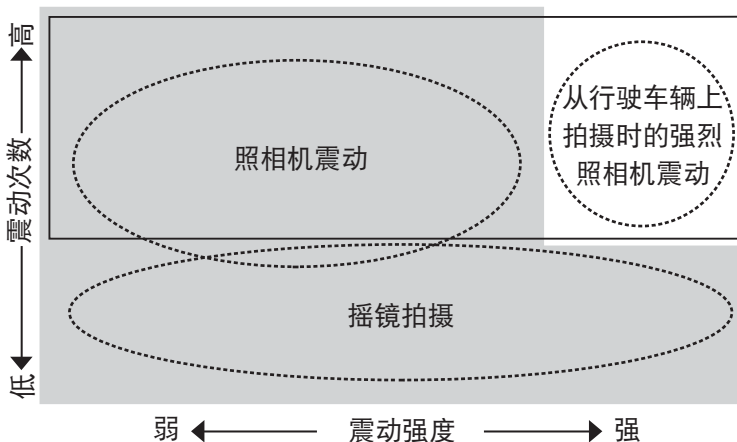 高
震动次数
低
照相机震动
从行驶车辆上
拍摄时的强烈
照相机震动
摇镜拍摄
弱
震动强度
强